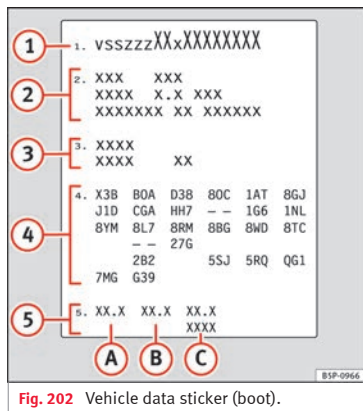 1
1. VSSZZZXXxXXXXXXXX
2
2. XXX XXX
XXXX X.X XXX
XXXXXXX XX XXXXXX
3
3. XXXX
XXXX XX
4
4. X3B B0A D38 8OC 1AT 8GJ
J1D CGA HH7 – – 1G6 1NL
8YM 8L7 8RM 8BG 8WD 8TC
– – 27G
2B2 5SJ 5RQ QG1
7MG G39
5
5. XX.X XX.X XX.X
XXXX
A B C
BSP-0966
Fig. 202 Vehicle data sticker (boot).